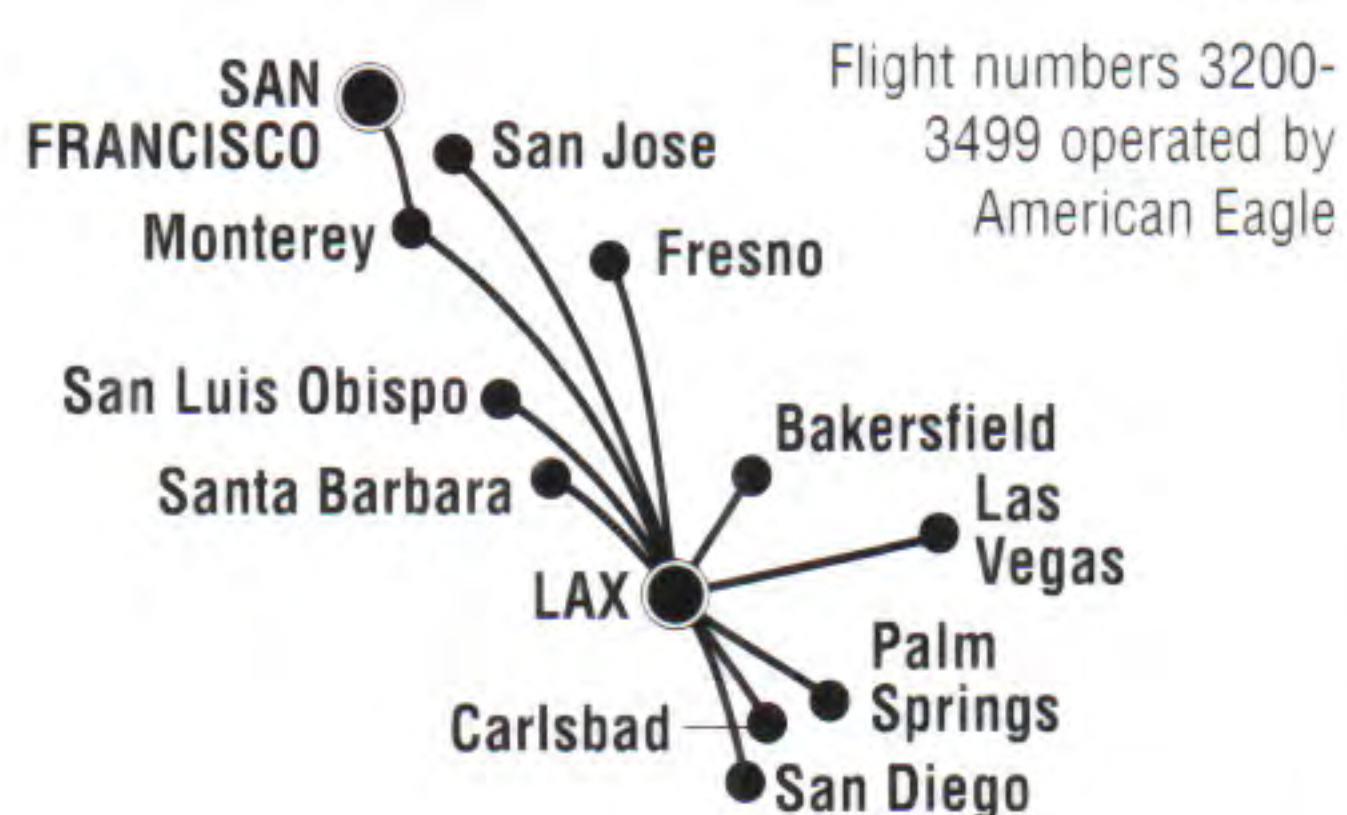 SAN
FRANCISCO
San Jose
Flight numbers 3200-
3499 operated by
American Eagle
Monterey
Fresno
San Luis Obispo
Bakersfield
Santa Barbara
Las
Vegas
LAX
Palm
Springs
Carlsbad
San Diego